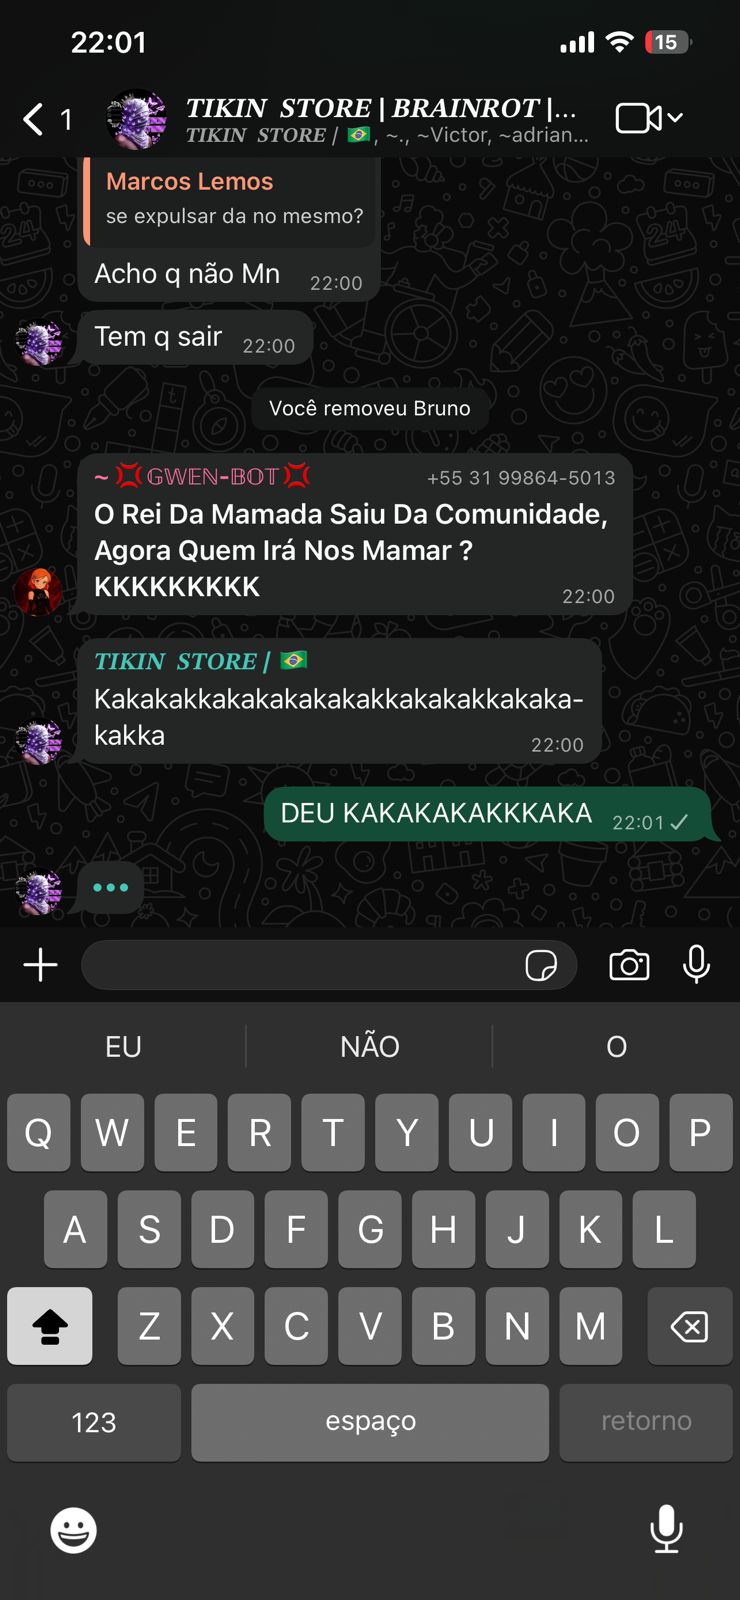 22:01
15
1
TIKIN STORE | BRAINROT |...
TIKIN STORE / 🇧🇷, ~., ~Victor, ~adrian...
Marcos Lemos
se expulsar da no mesmo?
Acho q não Mn 22:00
Tem q sair 22:00
Você removeu Bruno
~ 💢𝔾𝕎𝔼ℕ-𝔹𝕆𝕋💢 +55 31 99864-5013
O Rei Da Mamada Saiu Da Comunidade,
Agora Quem Irá Nos Mamar ?
KKKKKKKKK 22:00
TIKIN STORE / 🇧🇷
Kakakakkakakakakakakkakakakkakaka-
kakka 22:00
DEU KAKAKAKAKKKAKA 22:01
EU NÃO O
Q W E R T Y U I O P
A S D F G H J K L
Z X C V B N M
123 espaço retorno